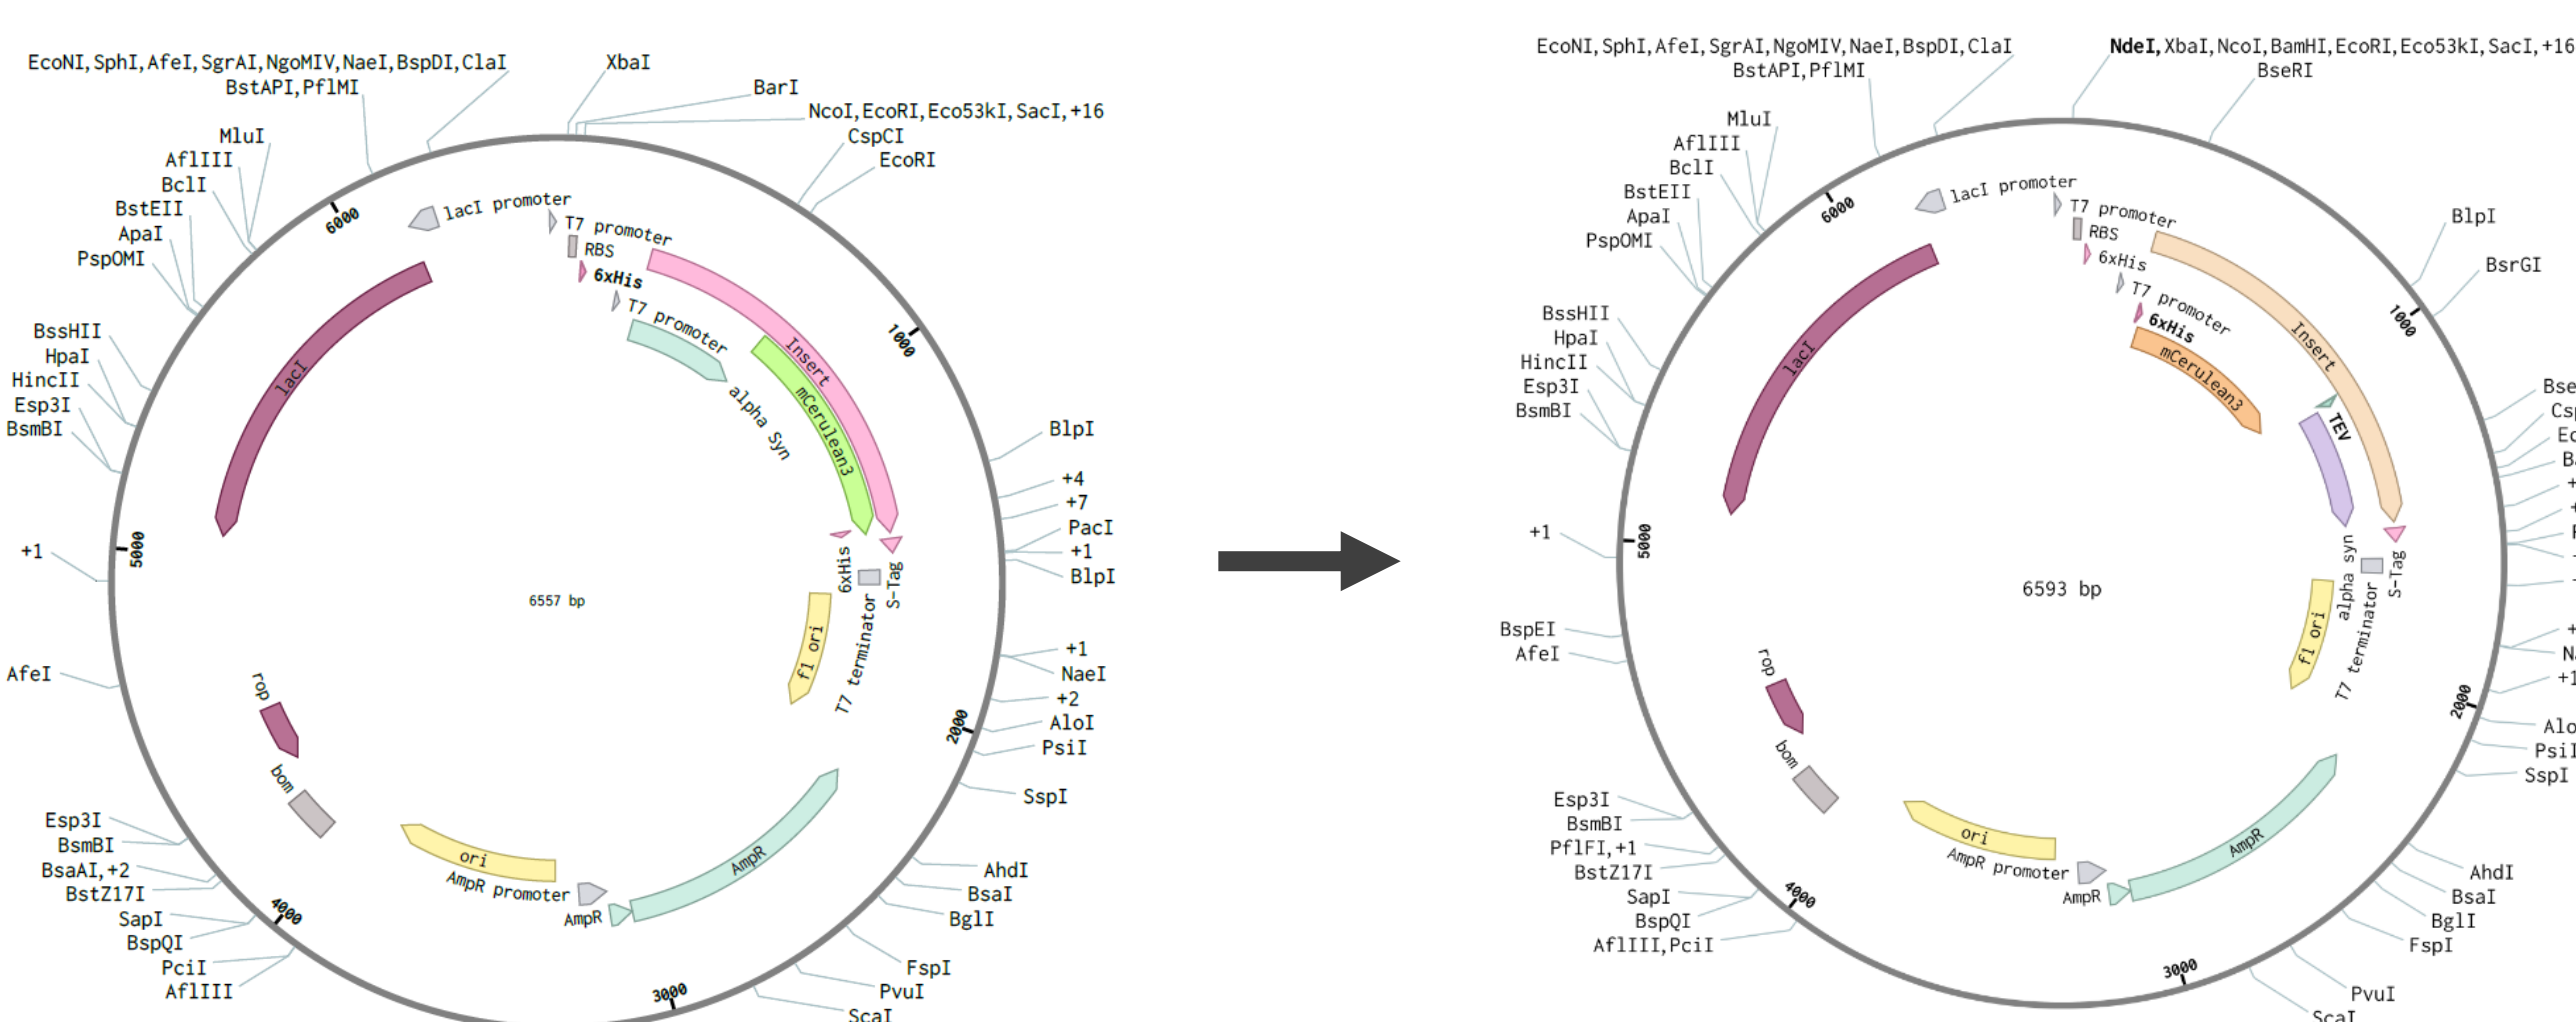 EcoNI,SphI,AfeI,SgrAI,NgoMIV,NaeI,BspDI,ClaI
BstAPI,PflMI
MluI
AflIII
BclI
BstEII
ApaI
PspOMI
BssHII
HpaI
HincII
Esp3I
BsmBI
+1
AfeI
Esp3I
BsmBI
BsaAI,+2
BstZ17I
SapI
BspQI
PciI
AflIII
XbaI
BarI
NcoI,EcoRI,Eco53kI,SacI,+16
CspCI
EcoRI
BlpI
+4
+7
PacI
+1
BlpI
+1
NaeI
+2
AloI
PsiI
SspI
AhdI
BsaI
BglI
FspI
PvuI
ScaI
6000
1000
5000
2000
4000
3000
lacI promoter
T7 promoter
RBS
6xHis
T7 promoter
Insert
alpha Syn
mCerulean3
lacI
6xHis
S-Tag
T7 terminator
f1 ori
6557 bp
rop
bom
ori
AmpR promoter
AmpR
AmpR
EcoNI,SphI,AfeI,SgrAI,NgoMIV,NaeI,BspDI,ClaI
BstAPI,PflMI
MluI
AflIII
BclI
BstEII
ApaI
PspOMI
BssHII
HpaI
HincII
Esp3I
BsmBI
+1
BspEI
AfeI
Esp3I
BsmBI
PflFI,+1
BstZ17I
SapI
BspQI
AflIII,PciI
NdeI,XbaI,NcoI,BamHI,EcoRI,Eco53kI,SacI,+16
BseRI
BlpI
BsrGI
Bse
Csp
Ec
B
+
N
+1
Alo
PsiI
SspI
AhdI
BsaI
BglI
FspI
PvuI
ScaI
6000
1000
5000
2000
4000
3000
lacI promoter
T7 promoter
RBS
6xHis
T7 promoter
6xHis
Insert
mCerulean3
TEV
lacI
alpha syn
S-Tag
T7 terminator
f1 ori
6593 bp
rop
bom
ori
AmpR promoter
AmpR
AmpR